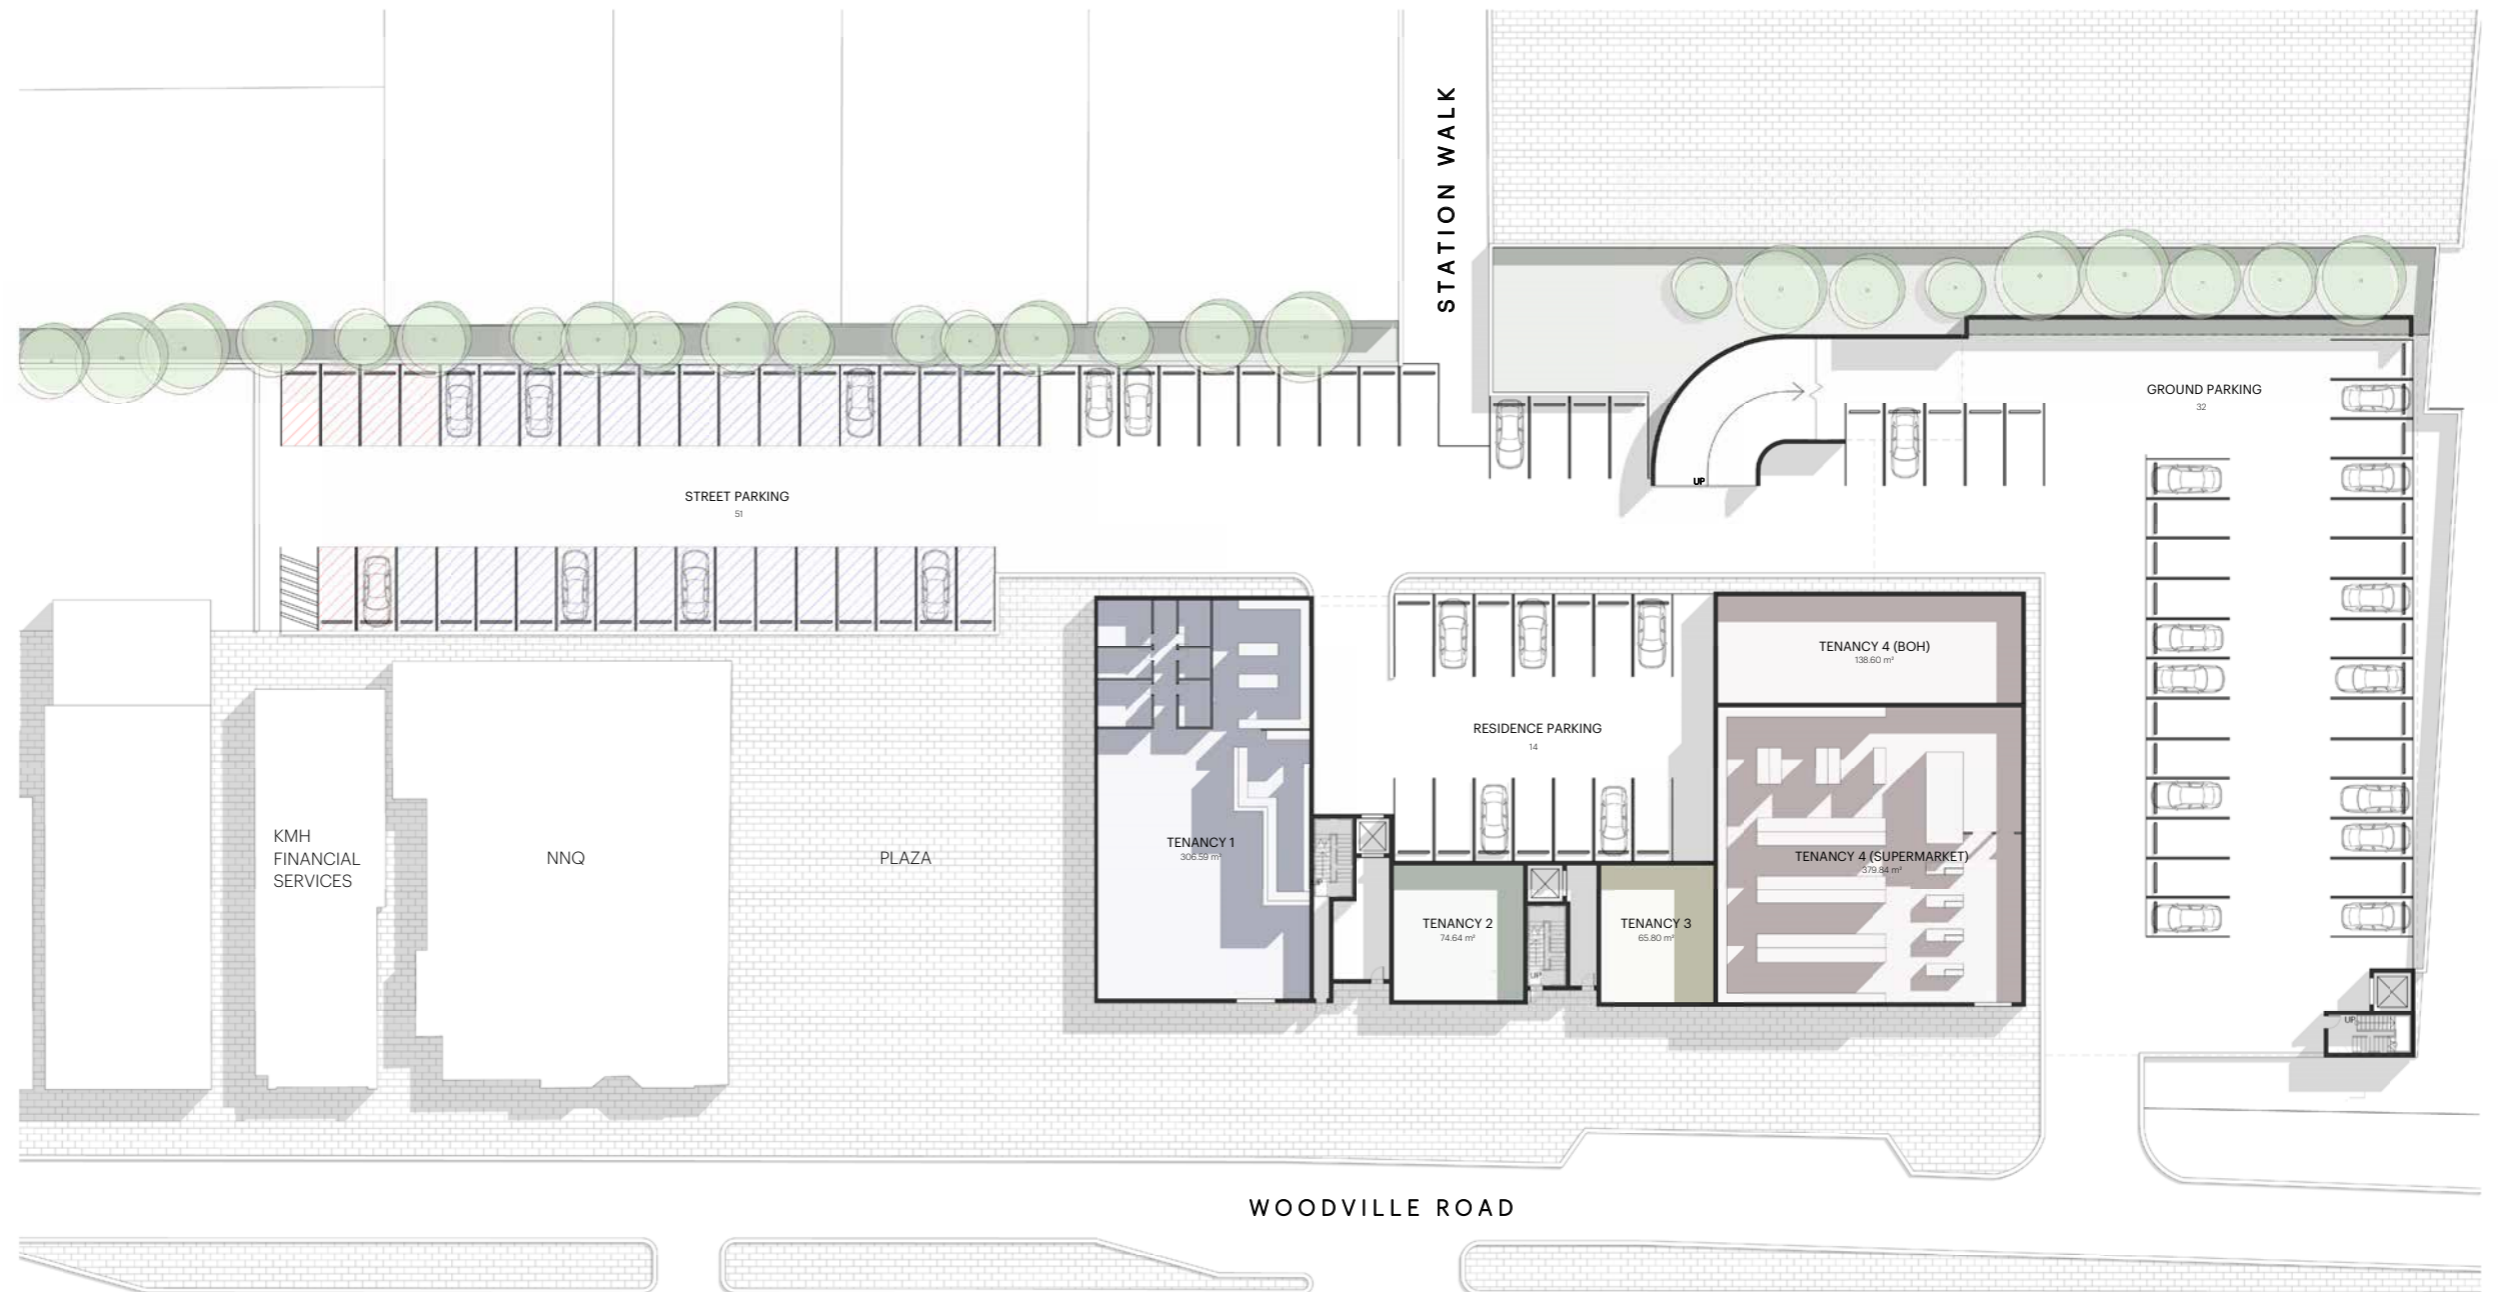 STATION WALK
GROUND PARKING
32
UP
STREET PARKING
51
TENANCY 4 (BOH)
138.60 m²
RESIDENCE PARKING
14
KMH
FINANCIAL
SERVICES
NNQ
PLAZA
TENANCY 1
306.59 m²
TENANCY 4 (SUPERMARKET)
379.84 m²
UP
TENANCY 2
74.64 m²
TENANCY 3
65.80 m²
UP
UP
WOODVILLE ROAD